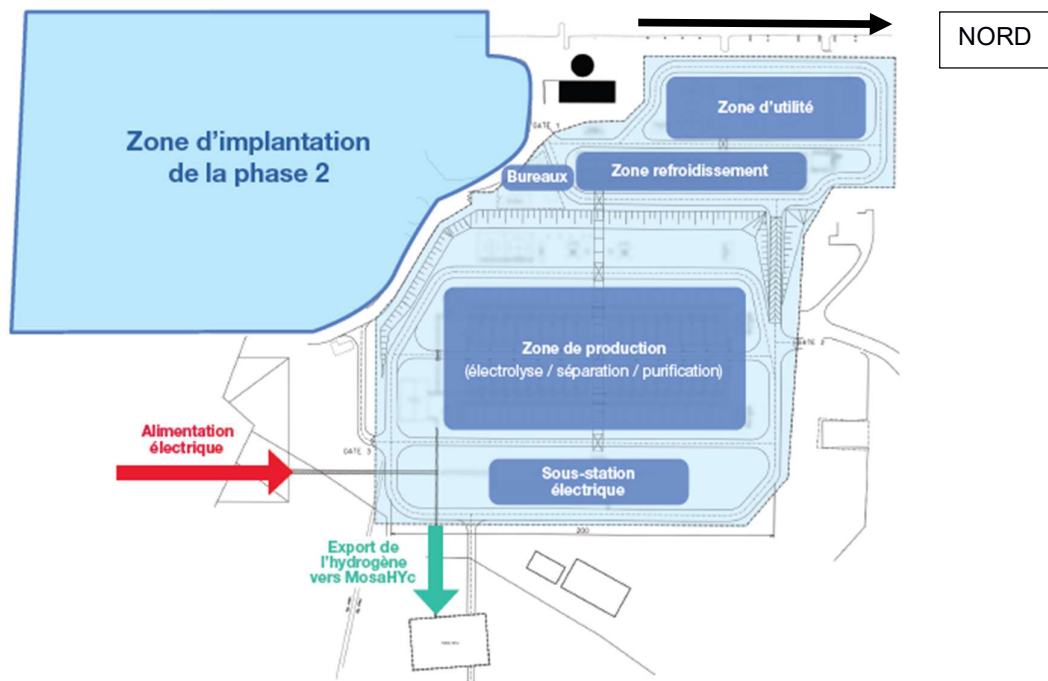 NORD
Zone d'utilité
Zone d'implantation
de la phase 2
GATE 1
Bureaux
Zone refroidissement
Zone de production
(électrolyse / séparation / purification)
GATE 2
Alimentation
électrique
GATE 3
Sous-station
électrique
200
Export de
l'hydrogène
vers MosaHYc